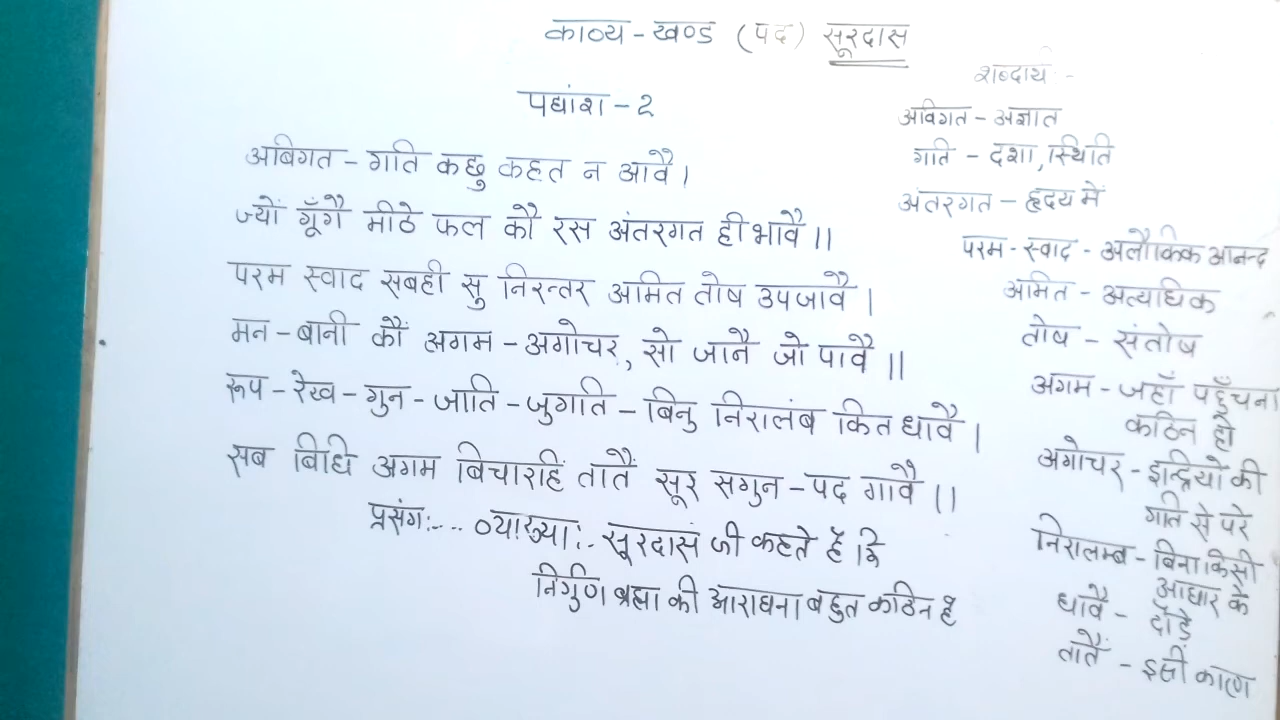 काव्य - खण्ड (पद) सूरदास
पद्यांश - 2
अबिगत - गति कछु कहत न आवै।
ज्यों गूँगै मीठे फल कौ रस अंतरगत ही भावै॥
परम स्वाद सबही सु निरन्तर अमित तोष उपजावै।
मन - बानी कौं अगम - अगोचर, सो जानै जो पावै॥
रूप - रेख - गुन - जाति - जुगति - बिनु निरालंब कित धावै।
सब बिधि अगम बिचारहिं तातैं सूर सगुन - पद गावै॥
प्रसंग:-... व्याख्या:- सूरदास जी कहते हैं कि
निर्गुण ब्रह्म की आराधना बहुत कठिन है
शब्दार्थ :-
अविगत - अज्ञात
गति - दशा, स्थिति
अंतरगत - हृदय में
परम - स्वाद - अलौकिक आनन्द
अमित - अत्यधिक
तोष - संतोष
अगम - जहाँ पहुँचना
कठिन हो
अगोचर - इन्द्रियों की
गति से परे
निरालम्ब - बिना किसी
आधार के
धावै - दौड़े
तातैं - इसी कारण